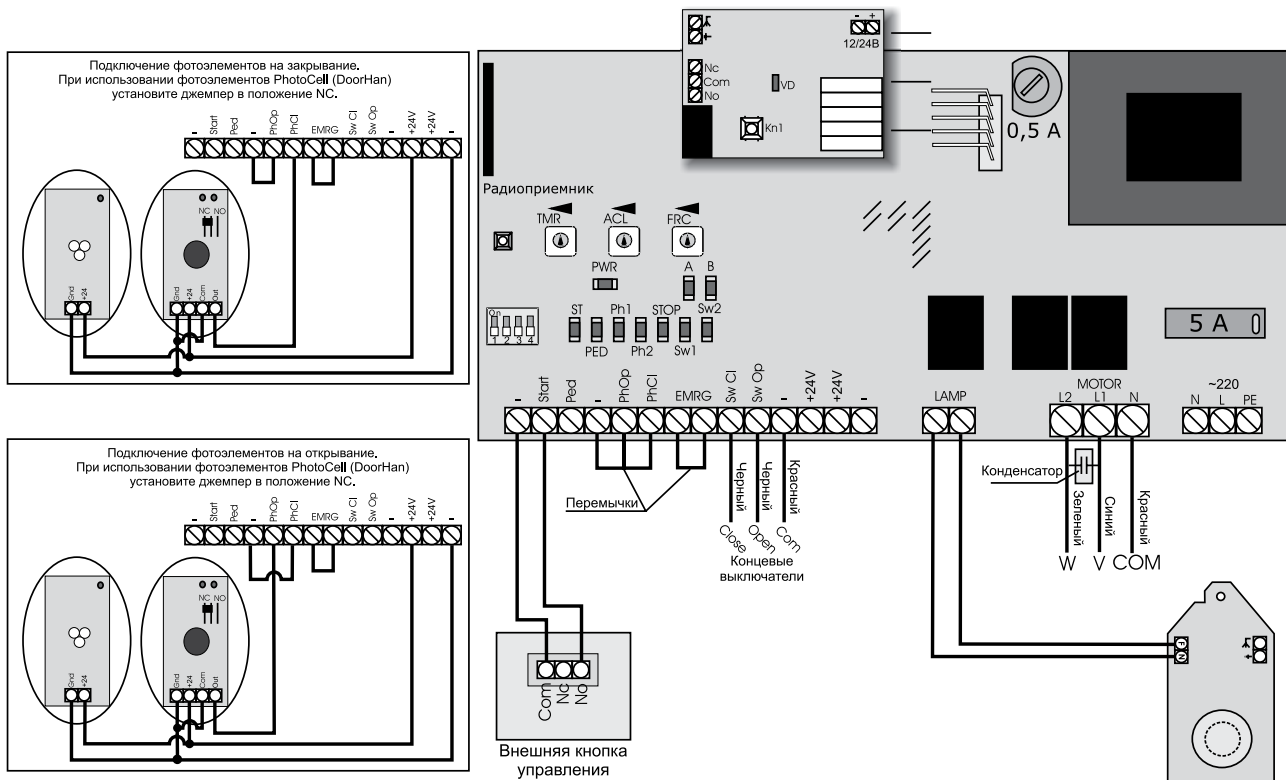 Подключение фотоэлементов на закрывание.
При использовании фотоэлементов PhotoCell (DoorHan)
установите джемпер в положение NC.
- Start Ped - PhOp PhCl EMRG Sw Cl Sw Op - +24V +24V -
NC NO
Gnd +24
Gnd +24 Com Out
Подключение фотоэлементов на открывание.
При использовании фотоэлементов PhotoCell (DoorHan)
установите джемпер в положение NC.
- Start Ped - PhOp PhCl EMRG Sw Cl Sw Op - +24V +24V -
NC NO
Gnd +24
Gnd +24 Com Out
- +
12/24В
Nc
Com
No
VD
Kn1
0,5 A
Радиоприемник
TMR ACL FRC
PWR A B
On
1 2 3 4
ST Ph1 STOP Sw2
PED Ph2 Sw1
5 A
- Start Ped - PhOp PhCl EMRG Sw Cl Sw Op - +24V +24V -
LAMP
MOTOR
L2 L1 N
~220
N L PE
Перемычки
Черный Черный Красный
Close Open Com
Концевые
выключатели
Конденсатор
Зеленый Синий Красный
W V COM
Com Nc No
Внешняя кнопка
управления
F
N